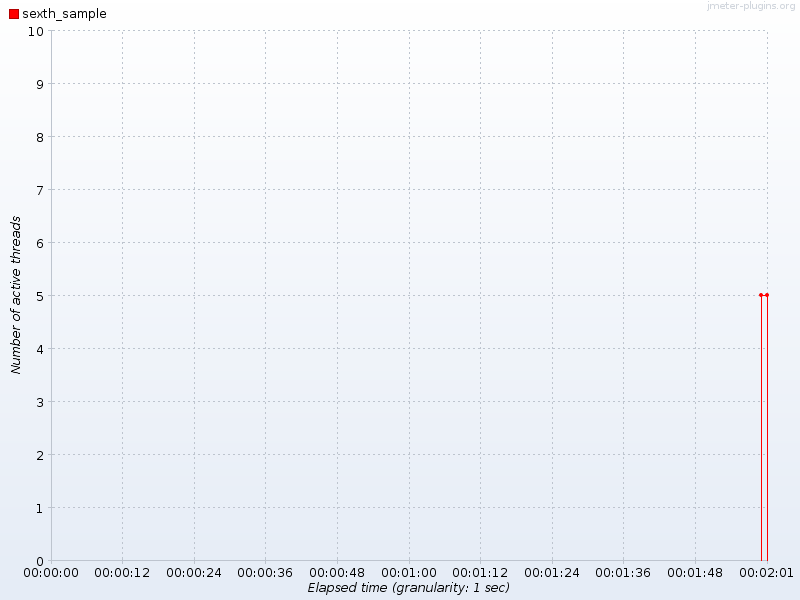 sexth_sample
jmeter-plugins.org
10
9
8
7
6
5
4
3
2
1
0
Number of active threads
00:00:00 00:00:12 00:00:24 00:00:36 00:00:48 00:01:00 00:01:12 00:01:24 00:01:36 00:01:48 00:02:01
Elapsed time (granularity: 1 sec)